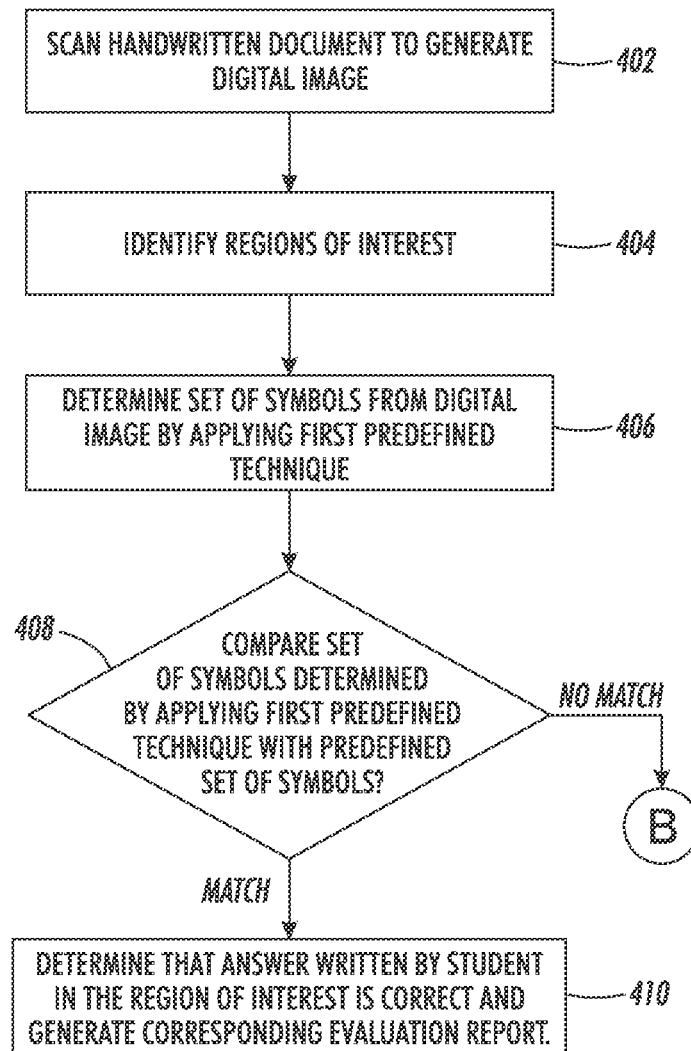 SCAN HANDWRITTEN DOCUMENT TO GENERATE
DIGITAL IMAGE
402
IDENTIFY REGIONS OF INTEREST
404
DETERMINE SET OF SYMBOLS FROM DIGITAL
IMAGE BY APPLYING FIRST PREDEFINED
TECHNIQUE
406
408
COMPARE SET
OF SYMBOLS DETERMINED
BY APPLYING FIRST PREDEFINED
TECHNIQUE WITH PREDEFINED
SET OF SYMBOLS?
NO MATCH
B
MATCH
DETERMINE THAT ANSWER WRITTEN BY STUDENT
IN THE REGION OF INTEREST IS CORRECT AND
GENERATE CORRESPONDING EVALUATION REPORT.
410